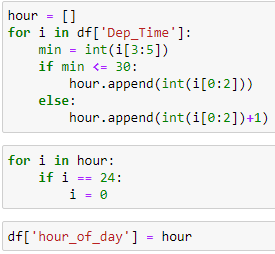 hour = []
for i in df['Dep_Time']:
    min = int(i[3:5])
    if min <= 30:
        hour.append(int(i[0:2]))
    else:
        hour.append(int(i[0:2])+1)
for i in hour:
    if i == 24:
        i = 0
df['hour_of_day'] = hour